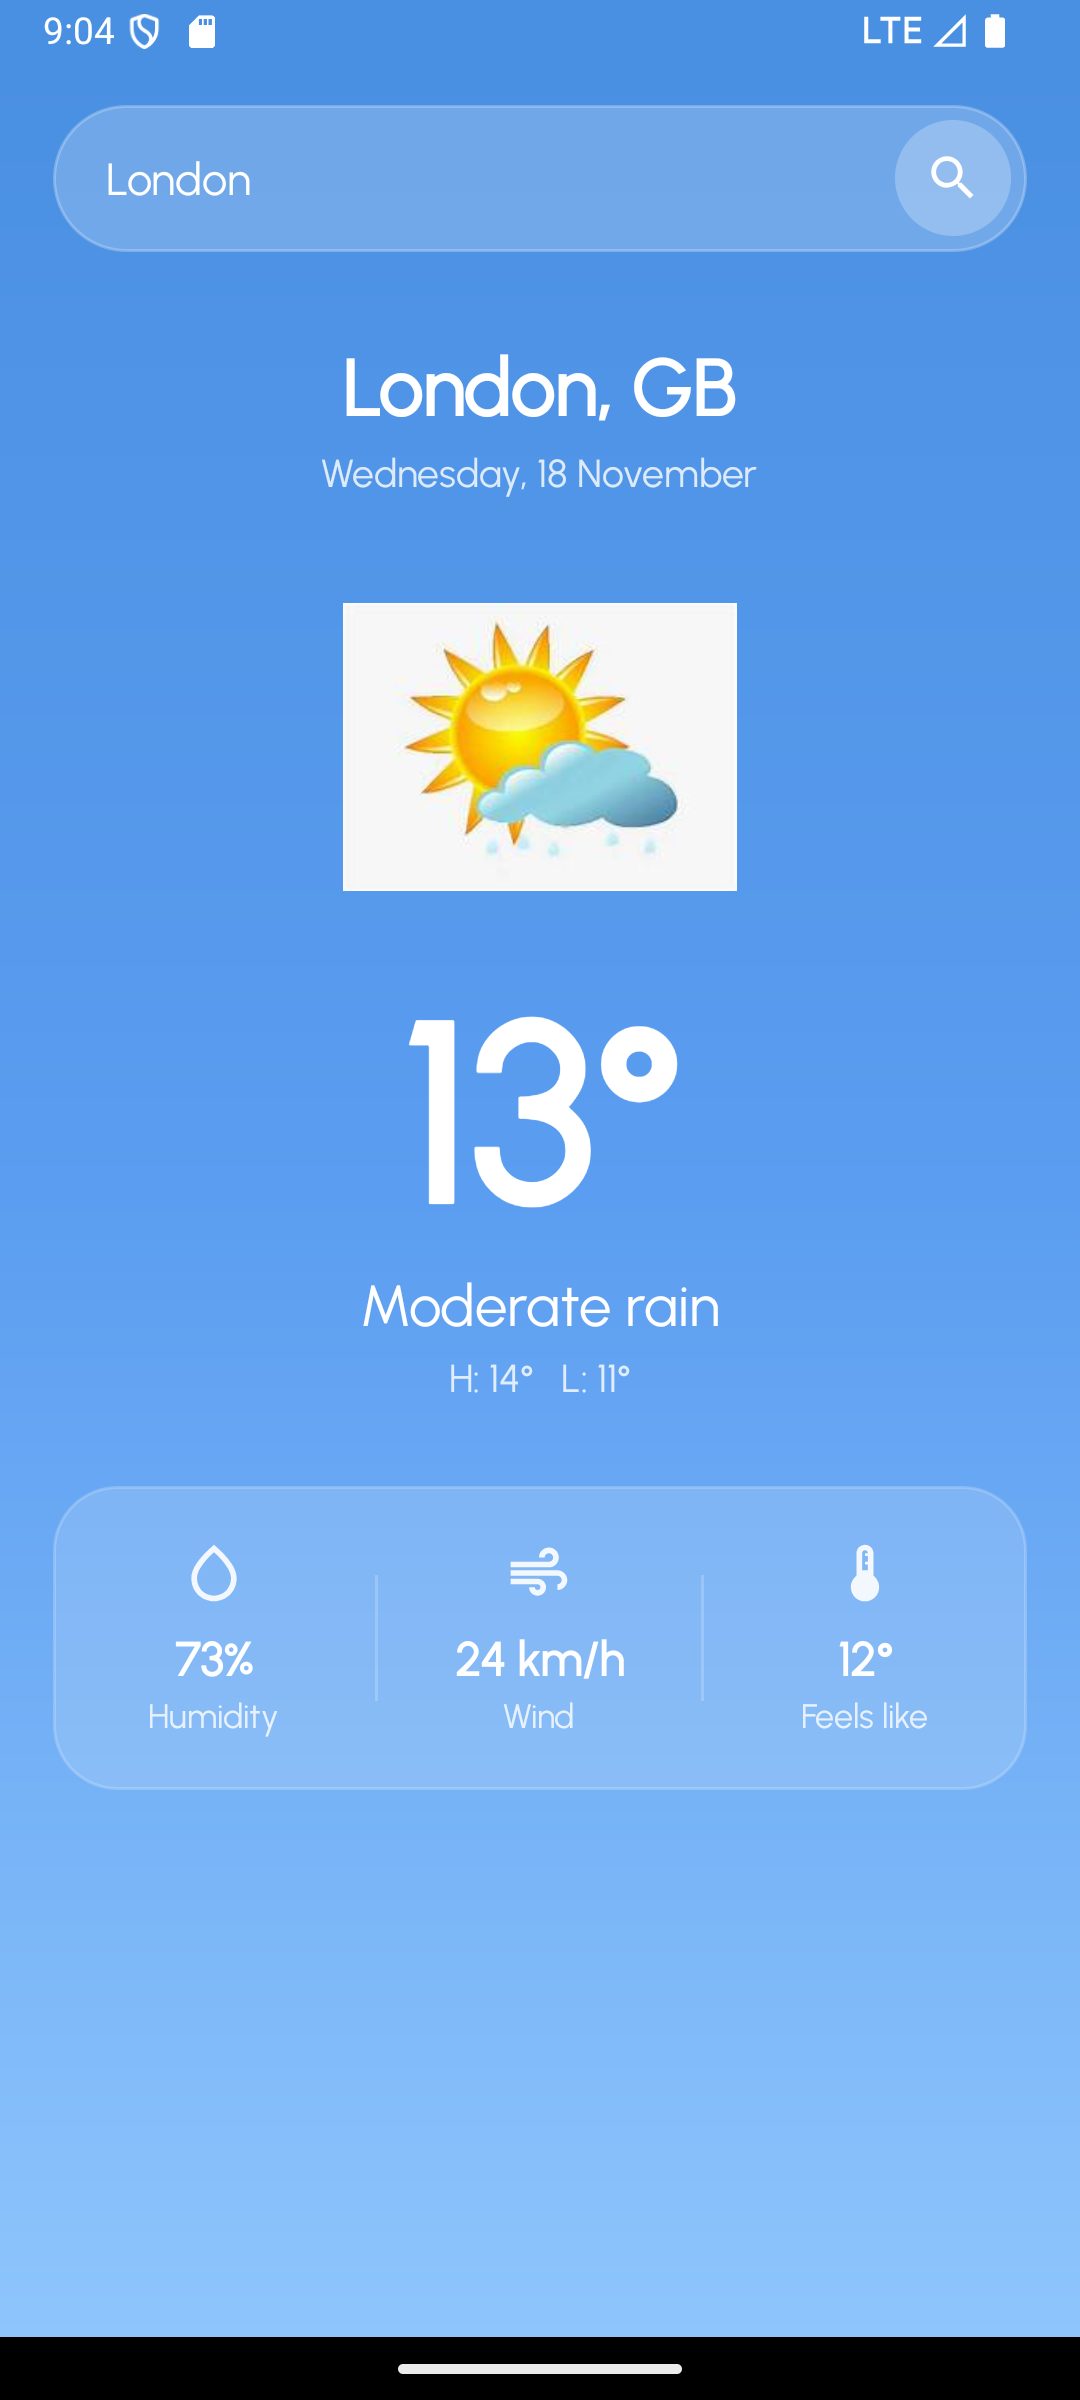 9:04 LTE
London
London, GB
Wednesday, 18 November
13°
Moderate rain
H: 14° L: 11°
73% 24 km/h 12°
Humidity Wind Feels like